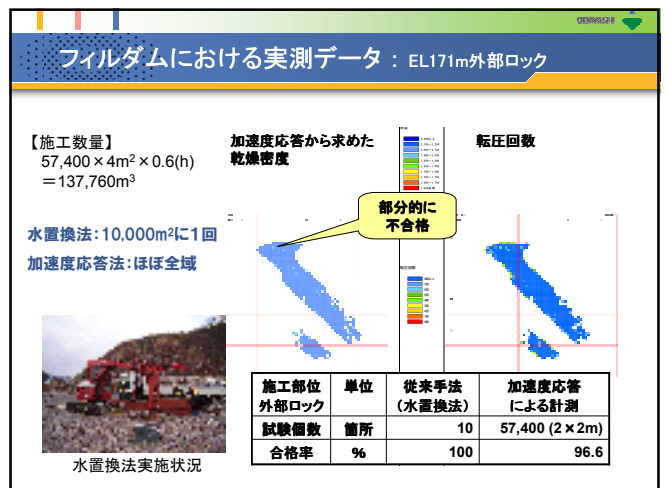 フィルダムにおける実測データ : EL171m外部ロック
【施工数量】
57,400×4m²×0.6(h)
＝137,760m³
水置換法:10,000m²に1回
加速度応答法:ほぼ全域
水置換法実施状況
加速度応答から求めた
乾燥密度
転圧回数
部分的に
不合格
転圧回数
施工部位 単位 従来手法 加速度応答
外部ロック (水置換法) による計測
試験個数 箇所 10 57,400 (2×2m)
合格率 % 100 96.6